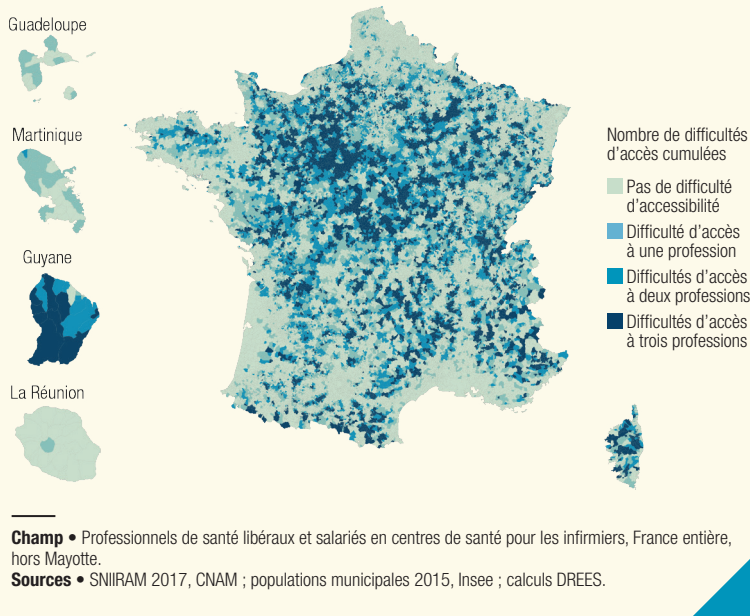 Guadeloupe
Martinique
Guyane
La Réunion
Nombre de difficultés
d'accès cumulées
Pas de difficulté
d'accessibilité
Difficulté d'accès
à une profession
Difficultés d'accès
à deux professions
Difficultés d'accès
à trois professions
Champ • Professionnels de santé libéraux et salariés en centres de santé pour les infirmiers, France entière,
hors Mayotte.
Sources • SNIIRAM 2017, CNAM ; populations municipales 2015, Insee ; calculs DREES.